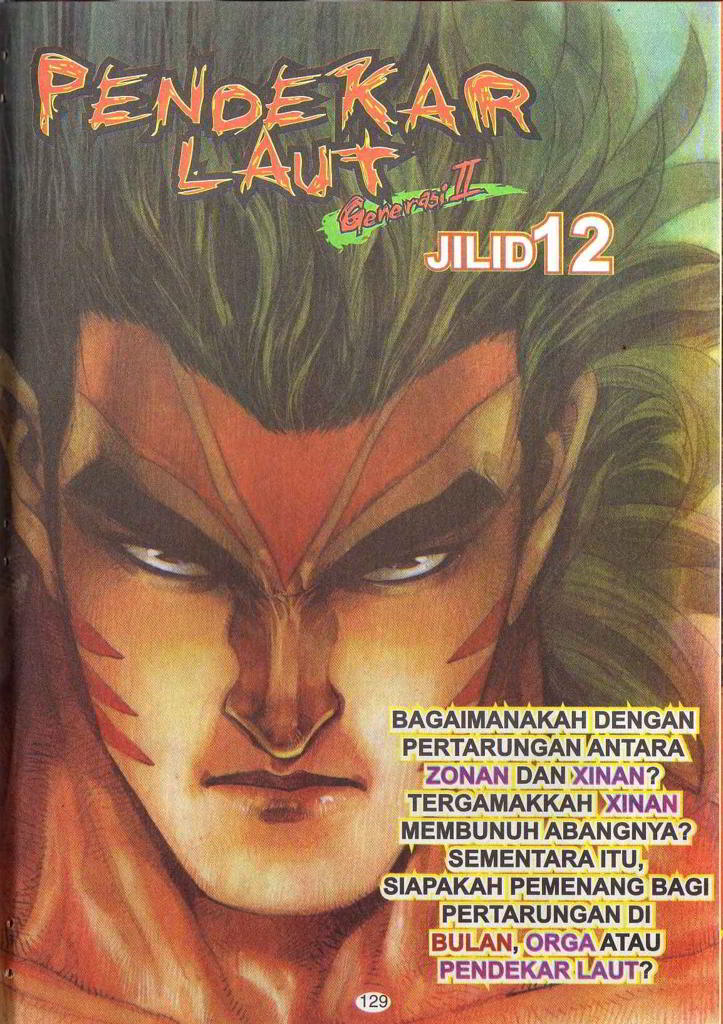 PENDEKAR
LAUT
Generasi II
JILID 12
BAGAIMANAKAH DENGAN
PERTARUNGAN ANTARA
ZONAN DAN XINAN?
TERGAMAKKAH XINAN
MEMBUNUH ABANGNYA?
SEMENTARA ITU,
SIAPAKAH PEMENANG BAGI
PERTARUNGAN DI
BULAN, ORGA ATAU
PENDEKAR LAUT?
129